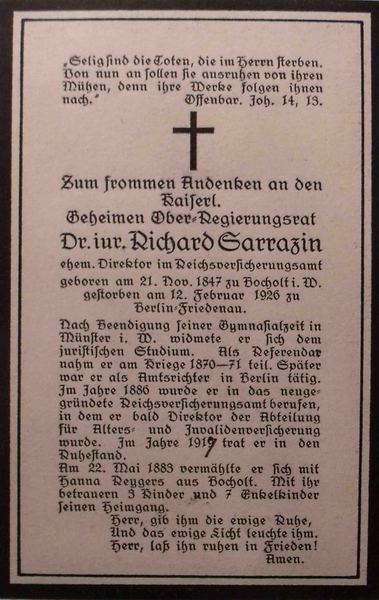 „Selig sind die Toten, die im Herrn sterben.
Von nun an sollen sie ausruhen von ihren
Mühen, denn ihre Werke folgen ihnen
nach.“ Offenbar. Joh. 14, 13.
Zum frommen Andenken an den
Kaiserl.
Geheimen Ober-Regierungsrat
Dr. iur. Richard Sarrazin
ehem. Direktor im Reichsversicherungsamt
geboren am 21. Nov. 1847 zu Bocholt i. W.
gestorben am 12. Februar 1926 zu
Berlin-Friedenau.
Nach Beendigung seiner Gymnasialzeit in
Münster i. W. widmete er sich dem
juristischen Studium. Als Referendar
nahm er am Kriege 1870—71 teil. Später
war er als Amtsrichter in Berlin tätig.
Im Jahre 1886 wurde er in das neuge-
gründete Reichsversicherungsamt berufen,
in dem er bald Direktor der Abteilung
für Alters- und Invalidenversicherung
wurde. Im Jahre 1919 trat er in den
Ruhestand.
Am 22. Mai 1883 vermählte er sich mit
Hanna Reygers aus Bocholt. Mit ihr
betrauern 3 Kinder und 7 Enkelkinder
seinen Heimgang.
Herr, gib ihm die ewige Ruhe,
Und das ewige Licht leuchte ihm.
Herr, laß ihn ruhen in Frieden!
Amen.